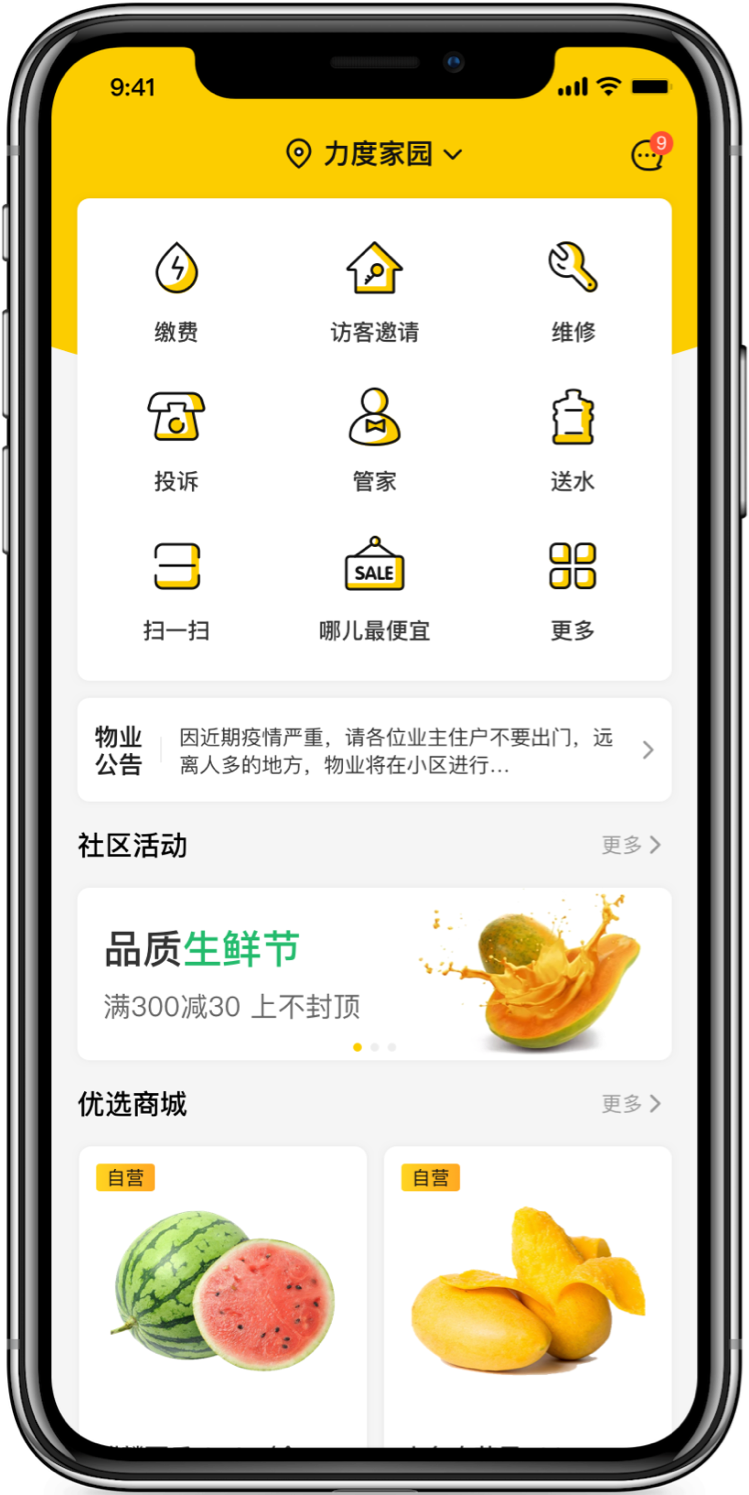 9:41
力度家园
9
缴费 访客邀请 维修
投诉 管家 送水
SALE
扫一扫 哪儿最便宜 更多
物业
公告
因近期疫情严重，请各位业主住户不要出门，远
离人多的地方，物业将在小区进行...
社区活动 更多
品质生鲜节
满300减30 上不封顶
优选商城 更多
自营 自营